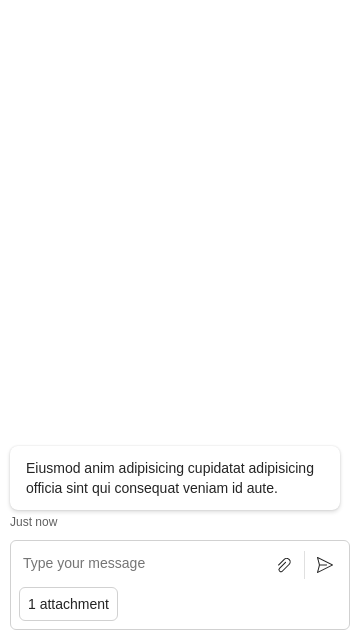 Eiusmod anim adipisicing cupidatat adipisicing
officia sint qui consequat veniam id aute.
Just now
Type your message
1 attachment